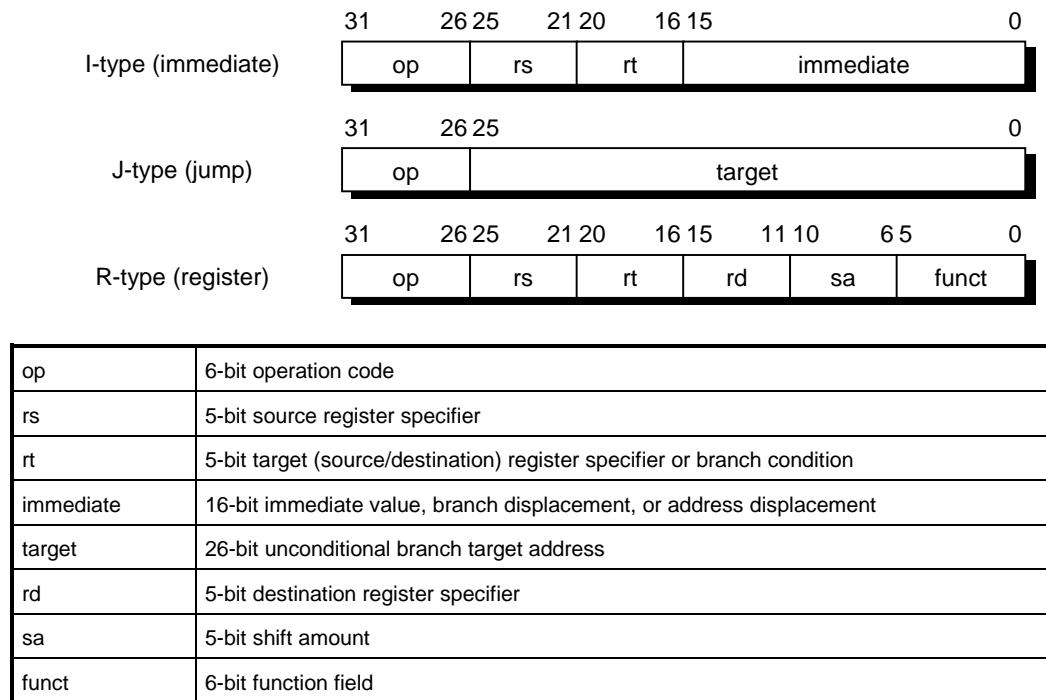 31 26 25 21 20 16 15 0
I-type (immediate) op rs rt immediate
31 26 25 0
J-type (jump) op target
31 26 25 21 20 16 15 11 10 6 5 0
R-type (register) op rs rt rd sa funct
op 6-bit operation code
rs 5-bit source register specifier
rt 5-bit target (source/destination) register specifier or branch condition
immediate 16-bit immediate value, branch displacement, or address displacement
target 26-bit unconditional branch target address
rd 5-bit destination register specifier
sa 5-bit shift amount
funct 6-bit function field